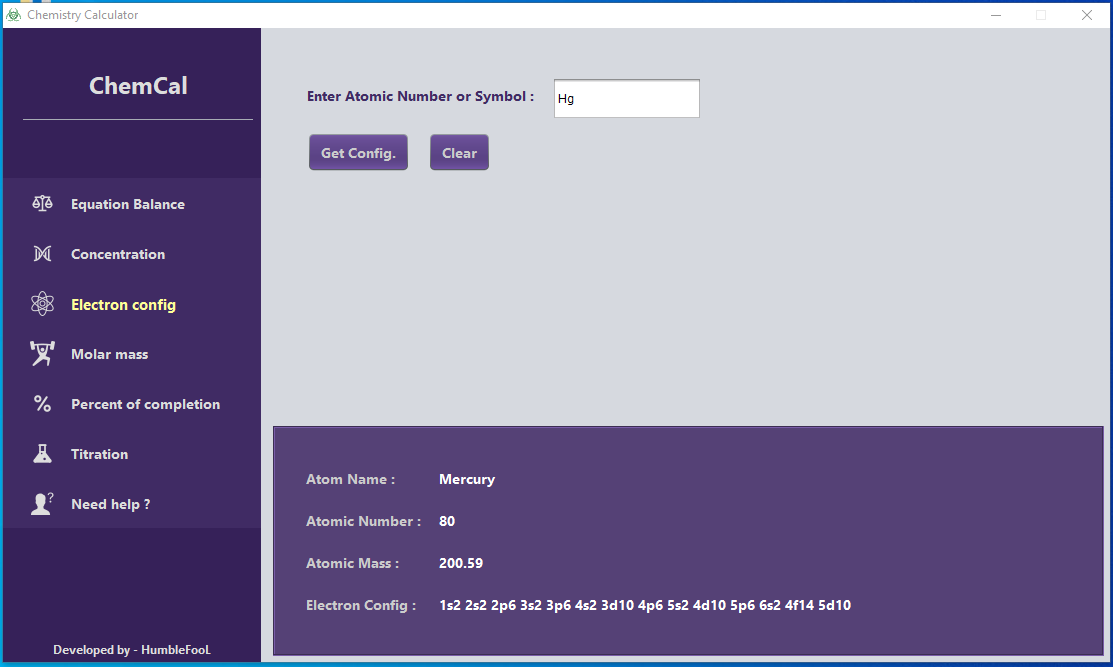 Chemistry Calculator
ChemCal
Equation Balance
Concentration
Electron config
Molar mass
Percent of completion
Titration
Need help ?
Developed by - HumbleFooL
Enter Atomic Number or Symbol : Hg
Get Config. Clear
Atom Name : Mercury
Atomic Number : 80
Atomic Mass : 200.59
Electron Config : 1s2 2s2 2p6 3s2 3p6 4s2 3d10 4p6 5s2 4d10 5p6 6s2 4f14 5d10